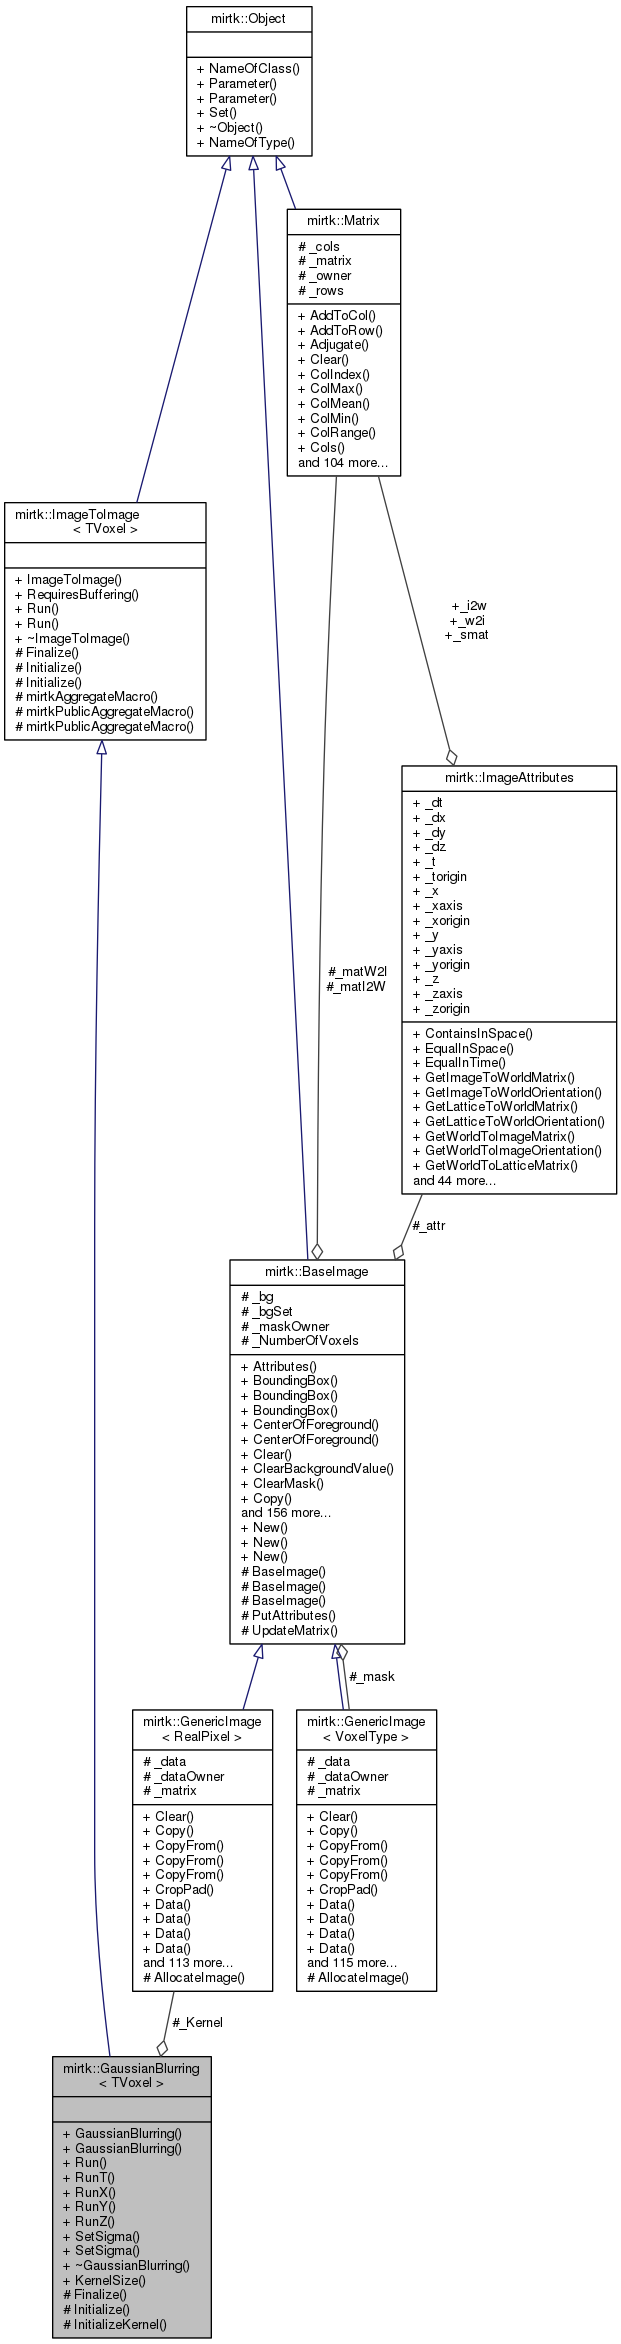 mirtk::Object
+ NameOfClass()
+ Parameter()
+ Parameter()
+ Set()
+ ~Object()
+ NameOfType()
mirtk::Matrix
# _cols
# _matrix
# _owner
# _rows
+ AddToCol()
+ AddToRow()
+ Adjugate()
+ Clear()
+ ColIndex()
+ ColMax()
+ ColMean()
+ ColMin()
+ ColRange()
+ Cols()
and 104 more...
mirtk::ImageToImage
< TVoxel >
+ ImageToImage()
+ RequiresBuffering()
+ Run()
+ Run()
+ ~ImageToImage()
# Finalize()
# Initialize()
# Initialize()
# mirtkAggregateMacro()
# mirtkPublicAggregateMacro()
# mirtkPublicAggregateMacro()
+_i2w
+_w2i
+_smat
mirtk::ImageAttributes
+ _dt
+ _dx
+ _dy
+ _dz
+ _t
+ _torigin
+ _x
+ _xaxis
+ _xorigin
+ _y
+ _yaxis
+ _yorigin
+ _z
+ _zaxis
+ _zorigin
+ ContainsInSpace()
+ EqualInSpace()
+ EqualInTime()
+ GetImageToWorldMatrix()
+ GetImageToWorldOrientation()
+ GetLatticeToWorldMatrix()
+ GetLatticeToWorldOrientation()
+ GetWorldToImageMatrix()
+ GetWorldToImageOrientation()
+ GetWorldToLatticeMatrix()
and 44 more...
#_matW2I
#_matI2W
#_attr
mirtk::BaseImage
# _bg
# _bgSet
# _maskOwner
# _NumberOfVoxels
+ Attributes()
+ BoundingBox()
+ BoundingBox()
+ BoundingBox()
+ CenterOfForeground()
+ CenterOfForeground()
+ Clear()
+ ClearBackgroundValue()
+ ClearMask()
+ Copy()
and 156 more...
+ New()
+ New()
+ New()
# BaseImage()
# BaseImage()
# BaseImage()
# PutAttributes()
# UpdateMatrix()
#_mask
mirtk::GenericImage
< RealPixel >
# _data
# _dataOwner
# _matrix
+ Clear()
+ Copy()
+ CopyFrom()
+ CopyFrom()
+ CopyFrom()
+ CropPad()
+ Data()
+ Data()
+ Data()
+ Data()
and 113 more...
# AllocateImage()
mirtk::GenericImage
< VoxelType >
# _data
# _dataOwner
# _matrix
+ Clear()
+ Copy()
+ CopyFrom()
+ CopyFrom()
+ CopyFrom()
+ CropPad()
+ Data()
+ Data()
+ Data()
+ Data()
and 115 more...
# AllocateImage()
#_Kernel
mirtk::GaussianBlurring
< TVoxel >
+ GaussianBlurring()
+ GaussianBlurring()
+ Run()
+ RunT()
+ RunX()
+ RunY()
+ RunZ()
+ SetSigma()
+ SetSigma()
+ ~GaussianBlurring()
+ KernelSize()
# Finalize()
# Initialize()
# InitializeKernel()